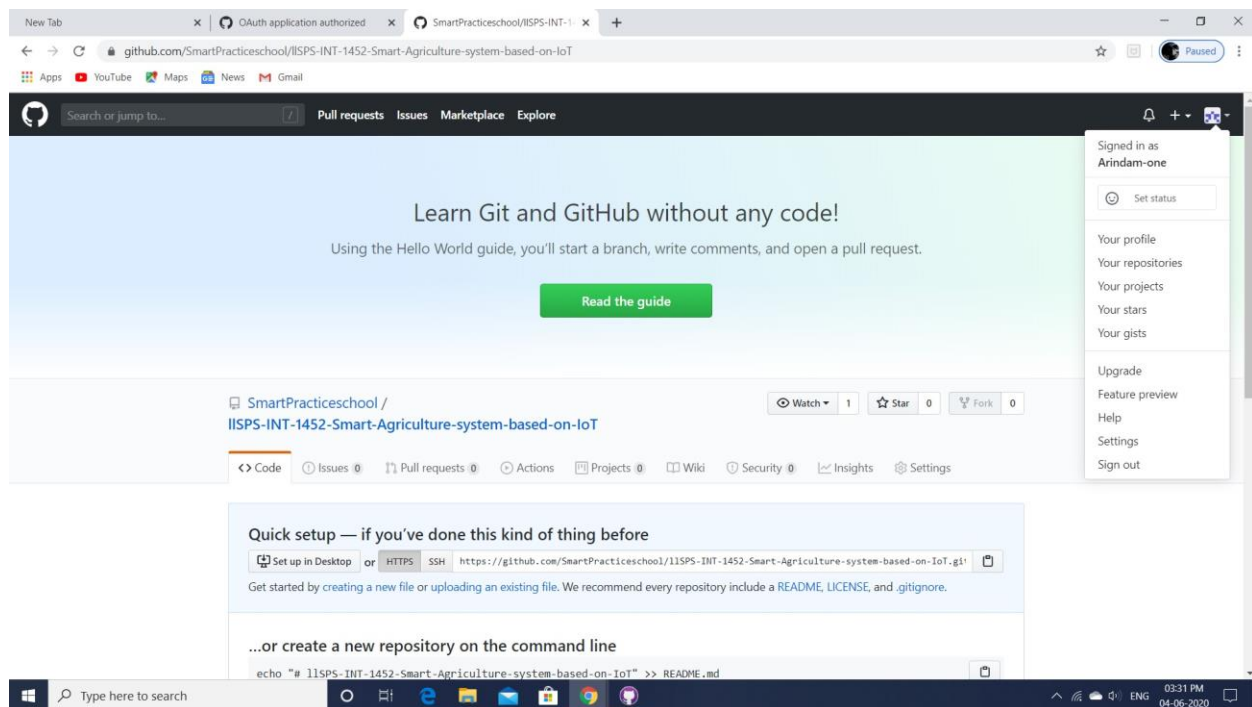 New Tab
OAuth application authorized
SmartPracticeschool/llSPS-INT-1
github.com/SmartPracticeschool/llSPS-INT-1452-Smart-Agriculture-system-based-on-IoT
Paused
Apps YouTube Maps News Gmail
Search or jump to... / Pull requests Issues Marketplace Explore
Signed in as
Arindam-one
Set status
Your profile
Your repositories
Your projects
Your stars
Your gists
Upgrade
Feature preview
Help
Settings
Sign out
Learn Git and GitHub without any code!
Using the Hello World guide, you'll start a branch, write comments, and open a pull request.
Read the guide
SmartPracticeschool /
llSPS-INT-1452-Smart-Agriculture-system-based-on-IoT
Watch 1 Star 0 Fork 0
Code Issues 0 Pull requests 0 Actions Projects 0 Wiki Security 0 Insights Settings
Quick setup — if you've done this kind of thing before
Set up in Desktop or HTTPS SSH https://github.com/SmartPracticeschool/llSPS-INT-1452-Smart-Agriculture-system-based-on-IoT.git
Get started by creating a new file or uploading an existing file. We recommend every repository include a README, LICENSE, and .gitignore.
...or create a new repository on the command line
echo "# llSPS-INT-1452-Smart-Agriculture-system-based-on-IoT" >> README.md
Type here to search
ENG
03:31 PM
04-06-2020